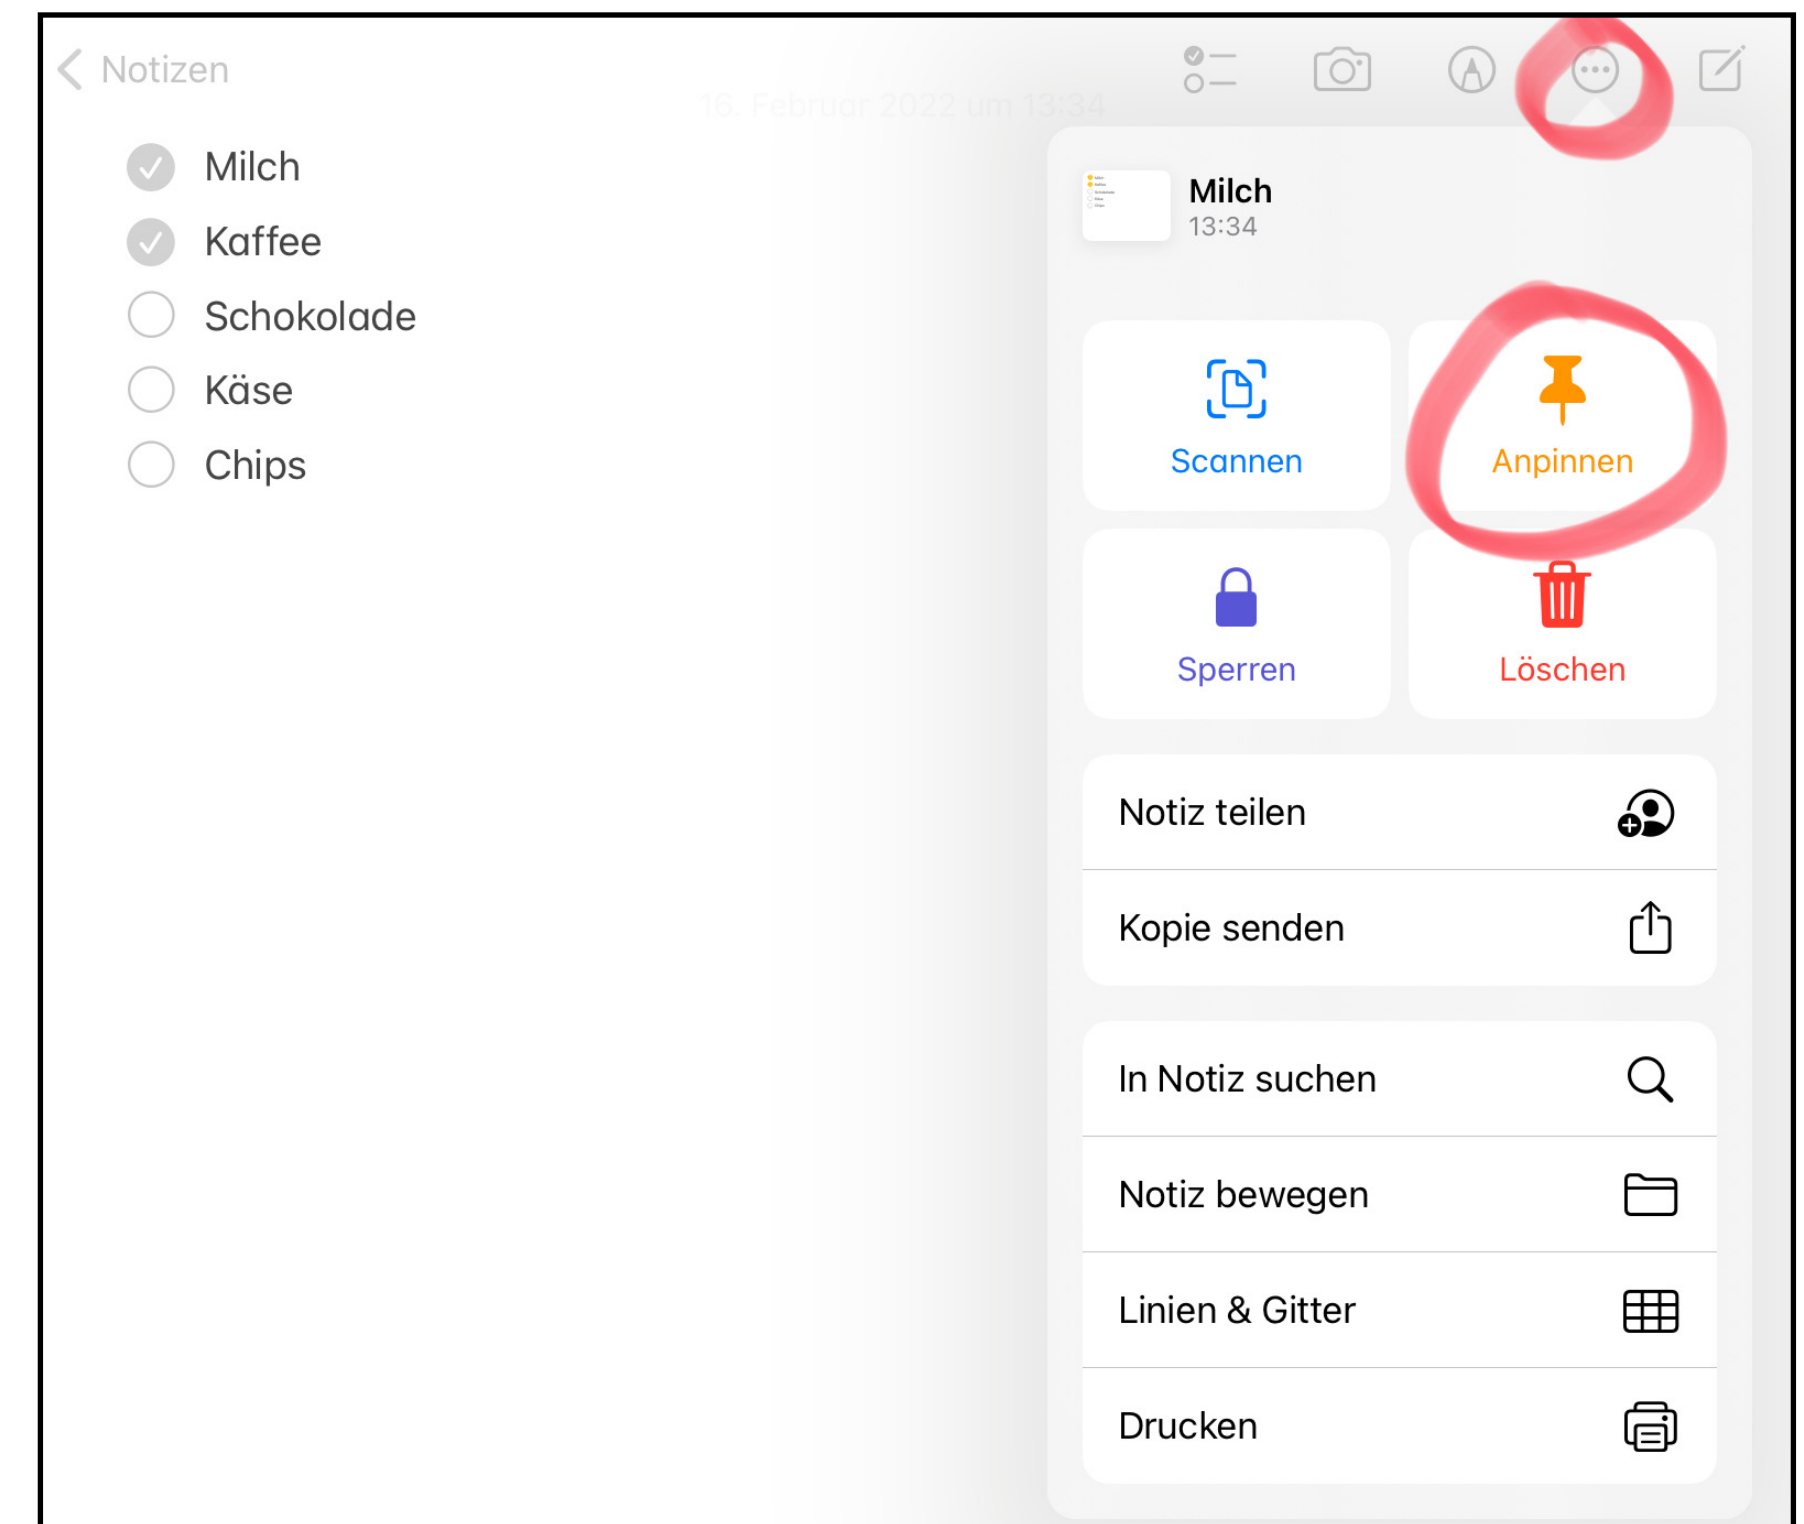 Notizen
16. Februar 2022 um 13:34
Milch
Kaffee
Schokolade
Käse
Chips
Milch
13:34
Scannen
Anpinnen
Sperren
Löschen
Notiz teilen
Kopie senden
In Notiz suchen
Notiz bewegen
Linien & Gitter
Drucken